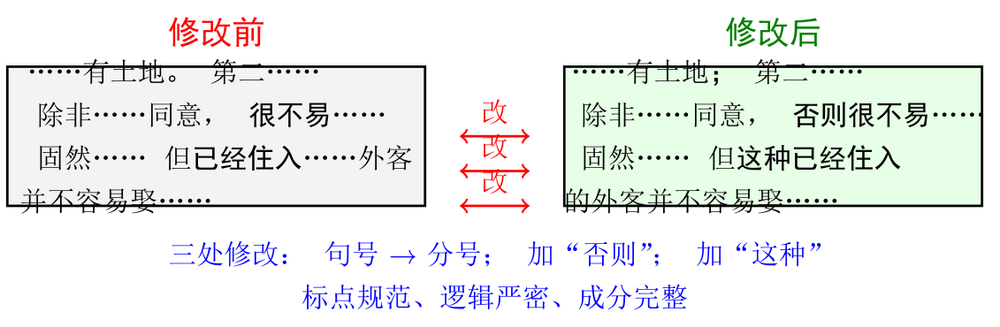 修改前
……有土地。 第二……
除非……同意， 很不易……
固然…… 但已经住入……外客
并不容易娶……
改
改
改
修改后
……有土地； 第二……
除非……同意， 否则很不易……
固然…… 但这种已经住入
的外客并不容易娶……
三处修改： 句号 → 分号； 加“否则”； 加“这种”
标点规范、逻辑严密、成分完整